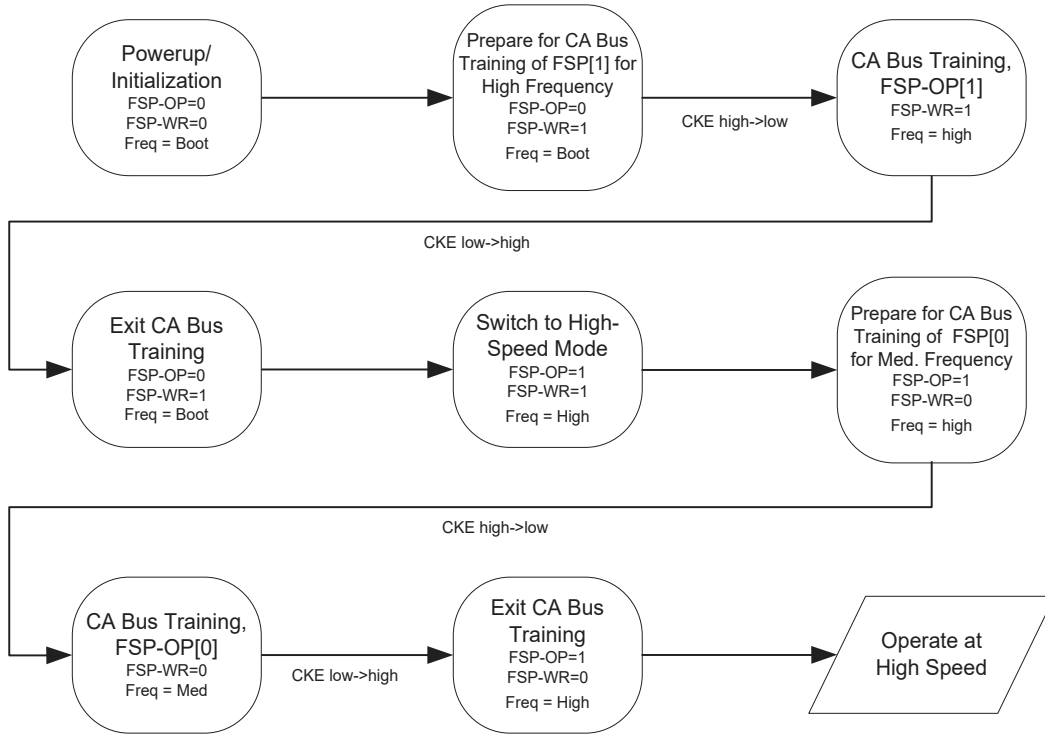 Powerup/
Initialization
FSP-OP=0
FSP-WR=0
Freq = Boot
Prepare for CA Bus
Training of FSP[1] for
High Frequency
FSP-OP=0
FSP-WR=1
Freq = Boot
CKE high->low
CA Bus Training,
FSP-OP[1]
FSP-WR=1
Freq = high
CKE low->high
Exit CA Bus
Training
FSP-OP=0
FSP-WR=1
Freq = Boot
Switch to High-
Speed Mode
FSP-OP=1
FSP-WR=1
Freq = High
Prepare for CA Bus
Training of FSP[0]
for Med. Frequency
FSP-OP=1
FSP-WR=0
Freq = high
CKE high->low
CA Bus Training,
FSP-OP[0]
FSP-WR=0
Freq = Med
CKE low->high
Exit CA Bus
Training
FSP-OP=1
FSP-WR=0
Freq = High
Operate at
High Speed